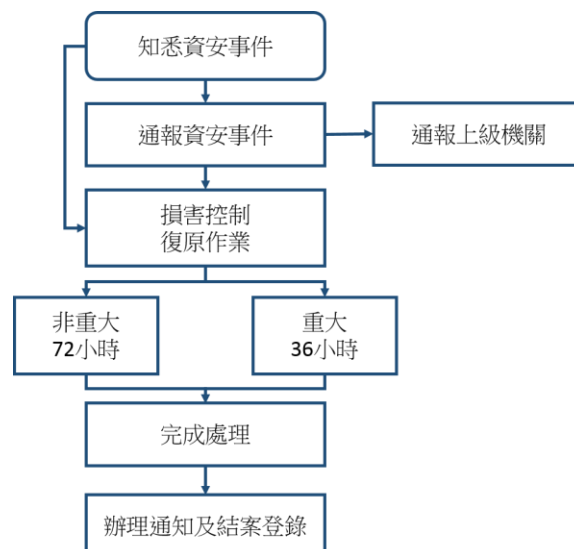 知悉資安事件
通報資安事件
通報上級機關
損害控制
復原作業
非重大
72小時
重大
36小時
完成處理
辦理通知及結案登錄